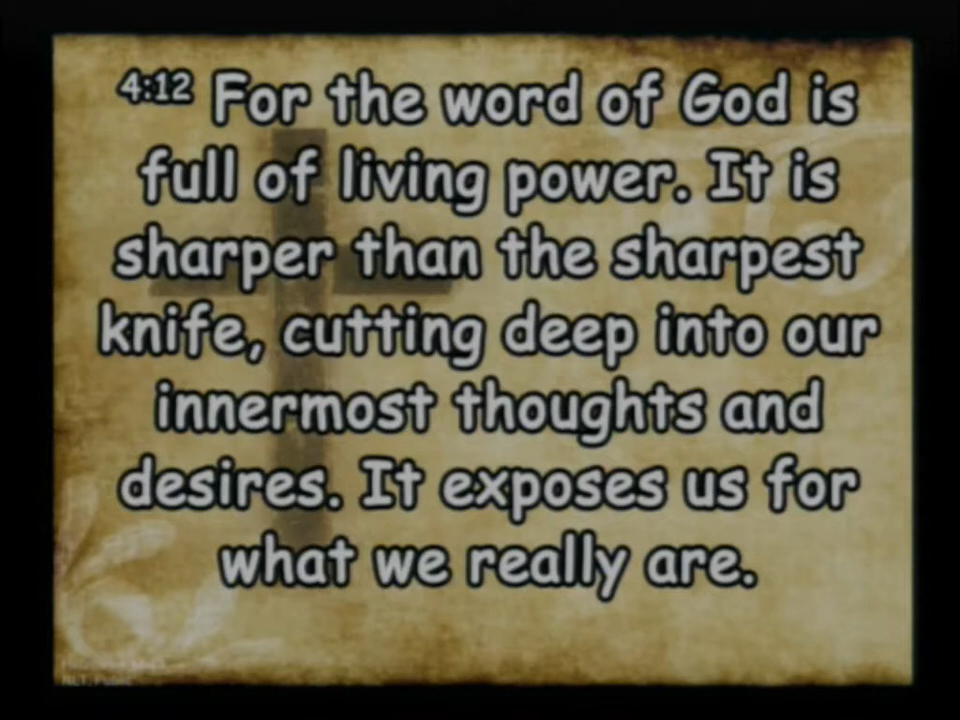 4:12 For the word of God is
full of living power. It is
sharper than the sharpest
knife, cutting deep into our
innermost thoughts and
desires. It exposes us for
what we really are.